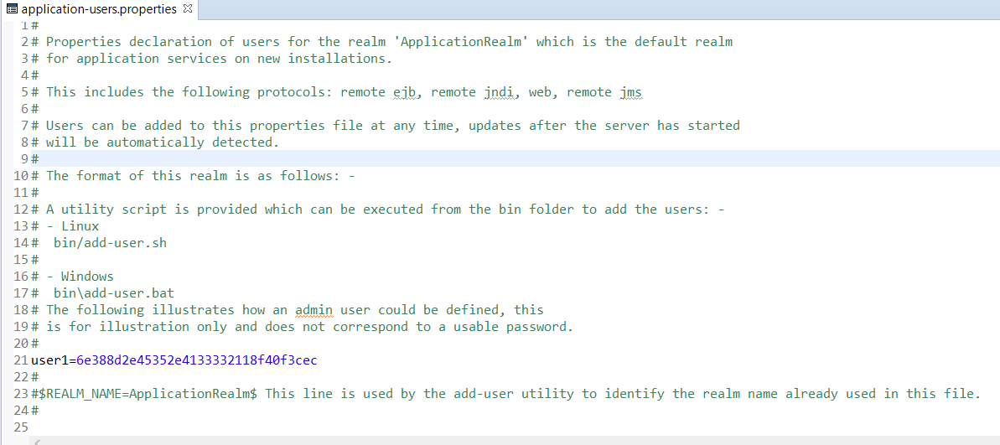 application-users.properties
1 #
2 # Properties declaration of users for the realm 'ApplicationRealm' which is the default realm
3 # for application services on new installations.
4 #
5 # This includes the following protocols: remote ejb, remote jndi, web, remote jms
6 #
7 # Users can be added to this properties file at any time, updates after the server has started
8 # will be automatically detected.
9 #
10 # The format of this realm is as follows: -
11 #
12 # A utility script is provided which can be executed from the bin folder to add the users: -
13 # - Linux
14 #  bin/add-user.sh
15 #
16 # - Windows
17 #  bin\add-user.bat
18 # The following illustrates how an admin user could be defined, this
19 # is for illustration only and does not correspond to a usable password.
20 #
21 user1=6e388d2e45352e4133332118f40f3cec
22 #
23 #$REALM_NAME=ApplicationRealm$ This line is used by the add-user utility to identify the realm name already used in this file.
24 #
25